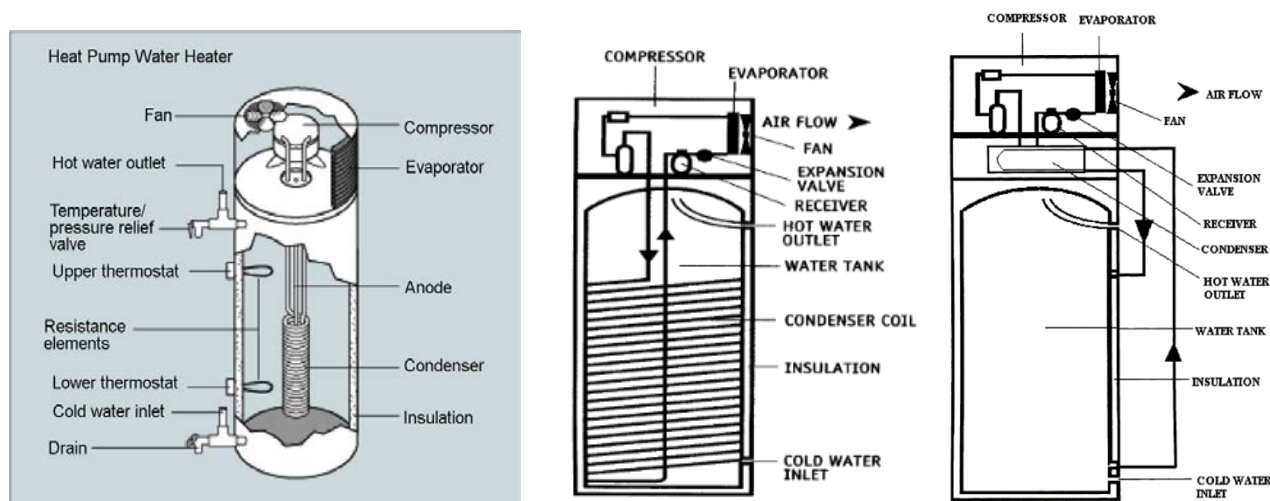 Heat Pump Water Heater
Fan
Hot water outlet
Temperature/
pressure relief
valve
Upper thermostat
Resistance
elements
Lower thermostat
Cold water inlet
Drain
Compressor
Evaporator
Anode
Condenser
Insulation
COMPRESSOR
EVAPORATOR
AIR FLOW
FAN
EXPANSION
VALVE
RECEIVER
HOT WATER
OUTLET
WATER TANK
CONDENSER COIL
INSULATION
COLD WATER
INLET
COMPRESSOR
EVAPORATOR
AIR FLOW
FAN
EXPANSION
VALVE
RECEIVER
CONDENSER
HOT WATER
OUTLET
WATER TANK
INSULATION
COLD WATER
INLET